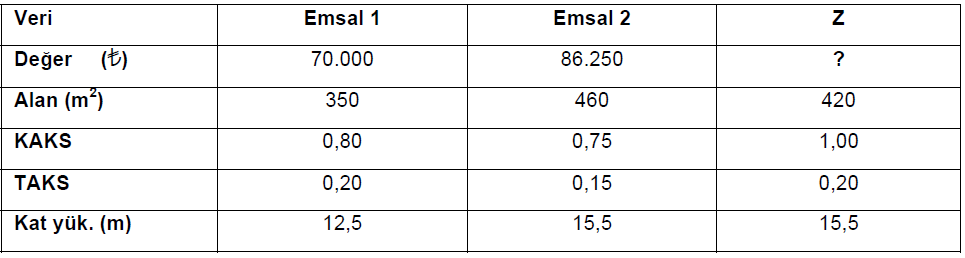 Veri Emsal 1 Emsal 2 Z
Değer (₺) 70.000 86.250 ?
Alan (m²) 350 460 420
KAKS 0,80 0,75 1,00
TAKS 0,20 0,15 0,20
Kat yük. (m) 12,5 15,5 15,5